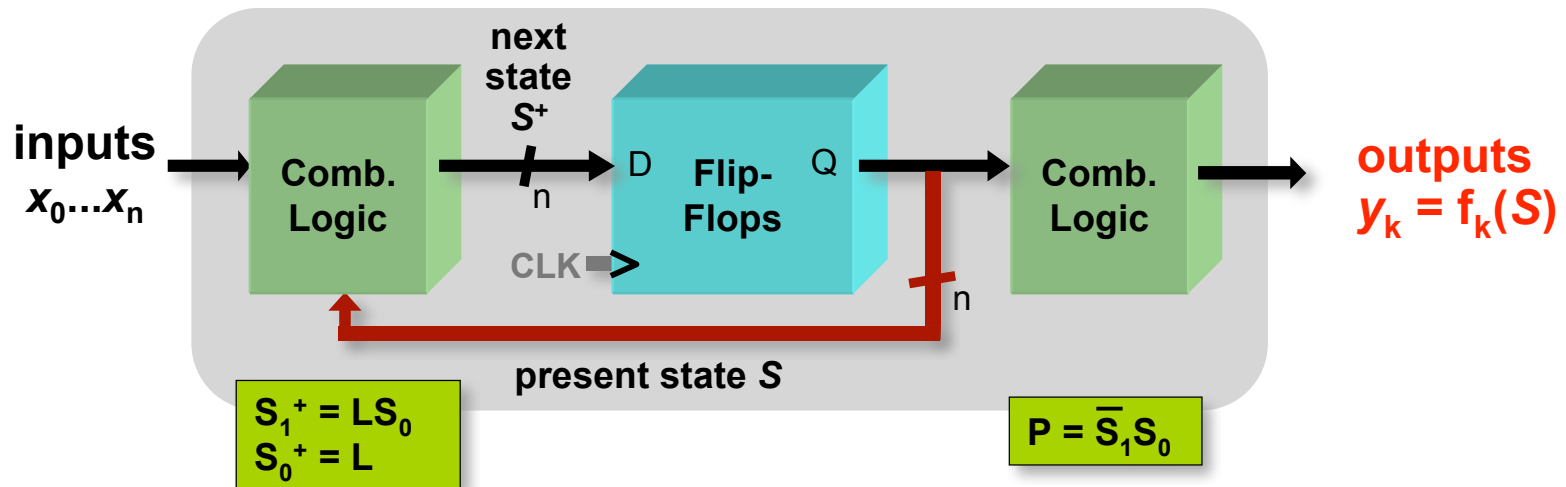 next
state
S⁺
inputs
x₀...xₙ
Comb.
Logic
n
D
Flip-
Flops
Q
CLK
n
Comb.
Logic
outputs
yₖ = fₖ(S)
present state S
S₁⁺ = LS₀
S₀⁺ = L
P = S̅₁S₀